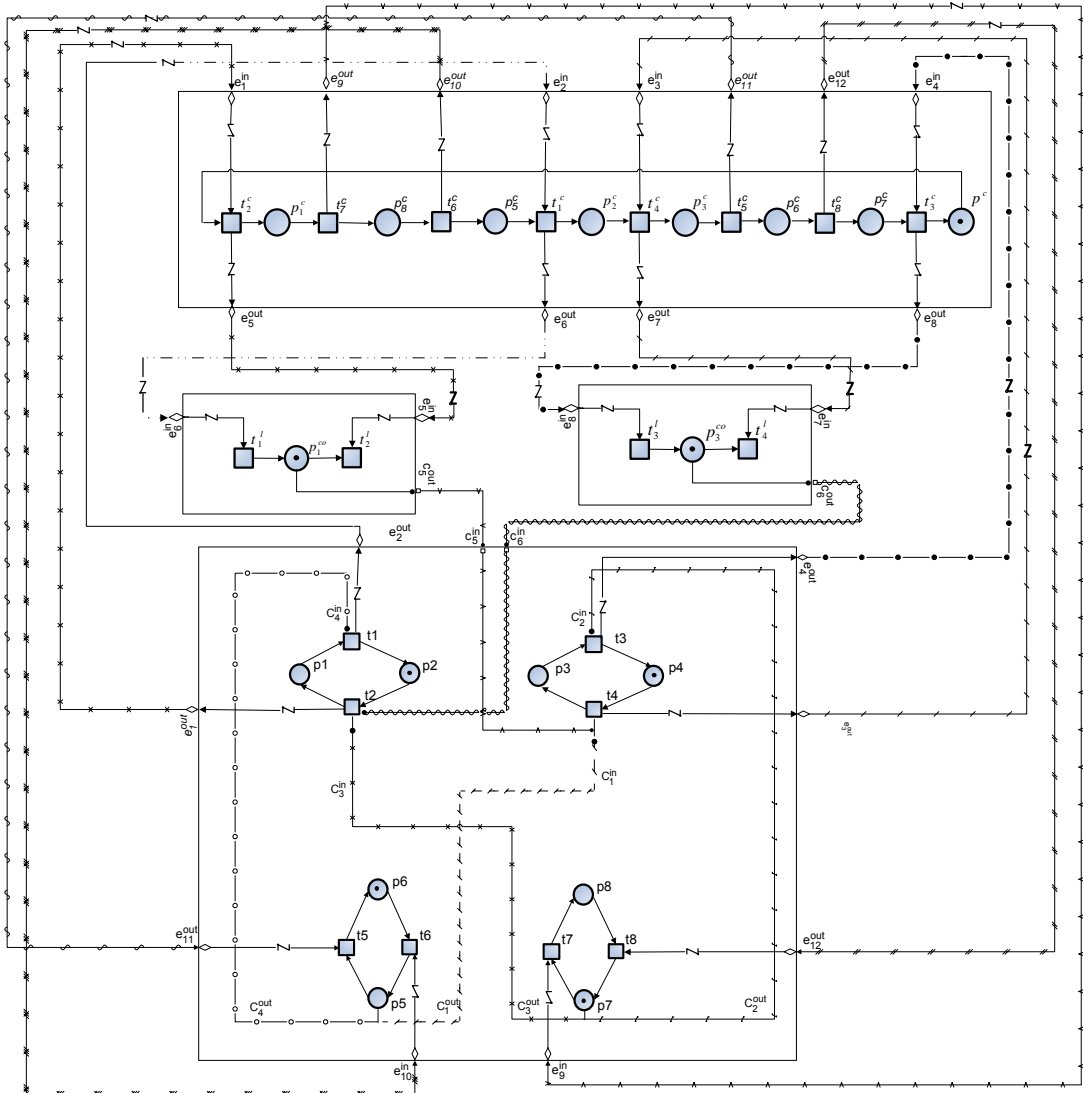 e₁ⁱⁿ e₉ᵒᵘᵗ e₁₀ᵒᵘᵗ e₂ⁱⁿ e₃ⁱⁿ e₁₁ᵒᵘᵗ e₁₂ᵒᵘᵗ e₄ⁱⁿ
t₂ᶜ p₁ᶜ t₇ᶜ p₈ᶜ t₆ᶜ p₅ᶜ t₁ᶜ p₂ᶜ t₄ᶜ p₃ᶜ t₅ᶜ p₆ᶜ t₈ᶜ p₇ᶜ t₃ᶜ pᶜ
e₅ᵒᵘᵗ e₆ᵒᵘᵗ e₇ᵒᵘᵗ e₈ᵒᵘᵗ
e₆ⁱⁿ e₅ⁱⁿ e₈ⁱⁿ e₇ⁱⁿ
t₁ˡ p₁ᶜᵒ t₂ˡ t₃ˡ p₃ᶜᵒ t₄ˡ
c₅ᵒᵘᵗ c₆ᵒᵘᵗ
e₂ᵒᵘᵗ c₅ⁱⁿ c₆ⁱⁿ
e₄ᵒᵘᵗ
C₄ⁱⁿ C₂ⁱⁿ
t1 t3
p1 p2 p3 p4
t2 t4
e₁ᵒᵘᵗ e₃ᵒᵘᵗ
C₃ⁱⁿ C₁ⁱⁿ
p6 p8
e₁₁ᵒᵘᵗ t5 t6 t7 t8 e₁₂ᵒᵘᵗ
p5 p7
C₄ᵒᵘᵗ C₁ᵒᵘᵗ C₃ᵒᵘᵗ C₂ᵒᵘᵗ
e₁₀ⁱⁿ e₉ⁱⁿ